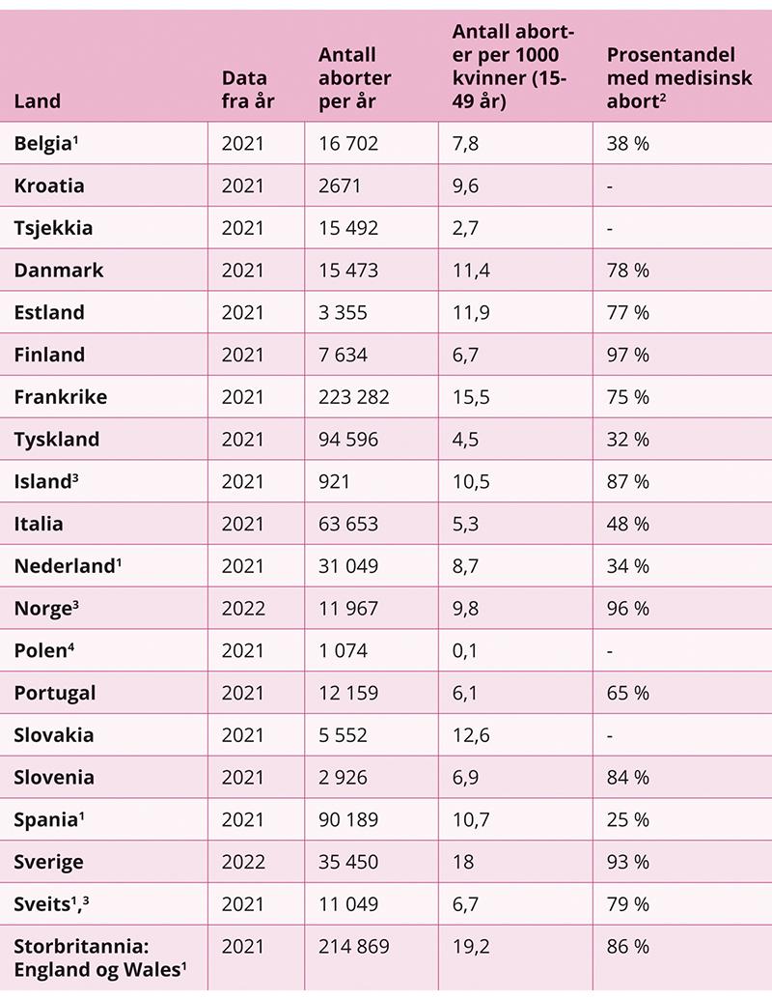 Land	Data fra år	Antall aborter per år	Antall abort-er per 1000 kvinner (15-49 år)	Prosentandel med medisinsk abort²
Belgia¹	2021	16 702	7,8	38 %
Kroatia	2021	2671	9,6	-
Tsjekkia	2021	15 492	2,7	-
Danmark	2021	15 473	11,4	78 %
Estland	2021	3 355	11,9	77 %
Finland	2021	7 634	6,7	97 %
Frankrike	2021	223 282	15,5	75 %
Tyskland	2021	94 596	4,5	32 %
Island³	2021	921	10,5	87 %
Italia	2021	63 653	5,3	48 %
Nederland¹	2021	31 049	8,7	34 %
Norge³	2022	11 967	9,8	96 %
Polen⁴	2021	1 074	0,1	-
Portugal	2021	12 159	6,1	65 %
Slovakia	2021	5 552	12,6	-
Slovenia	2021	2 926	6,9	84 %
Spania¹	2021	90 189	10,7	25 %
Sverige	2022	35 450	18	93 %
Sveits¹,³	2021	11 049	6,7	79 %
Storbritannia:	2021	214 869	19,2	86 %
England og Wales¹